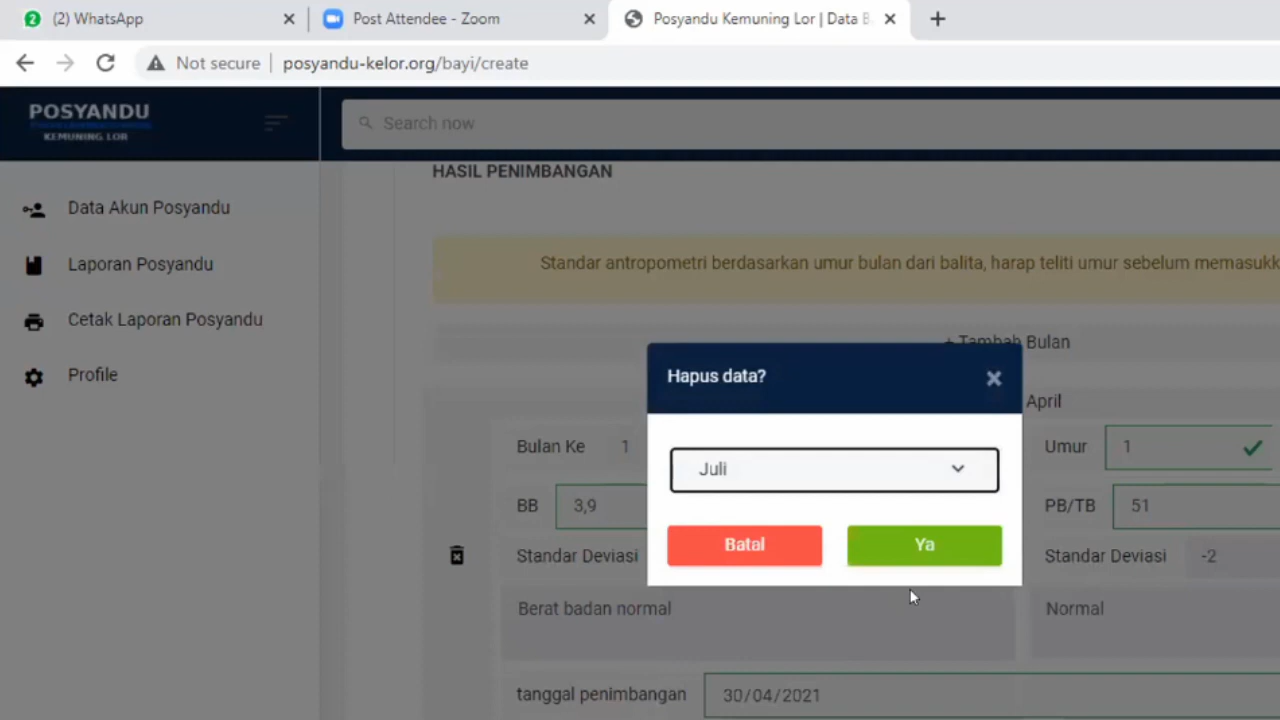 (2) WhatsApp
Post Attendee - Zoom
Posyandu Kemuning Lor | Data B
Not secure
posyandu-kelor.org/bayi/create
POSYANDU
KEMUNING LOR
Search now
Data Akun Posyandu
Laporan Posyandu
Cetak Laporan Posyandu
Profile
HASIL PENIMBANGAN
Standar antropometri berdasarkan umur bulan dari balita, harap teliti umur sebelum memasukk
+ Tambah Bulan
Hapus data?
Juli
Batal
Ya
April
Bulan Ke 1
Umur 1
BB 3,9
PB/TB 51
Standar Deviasi
Standar Deviasi -2
Berat badan normal
Normal
tanggal penimbangan 30/04/2021